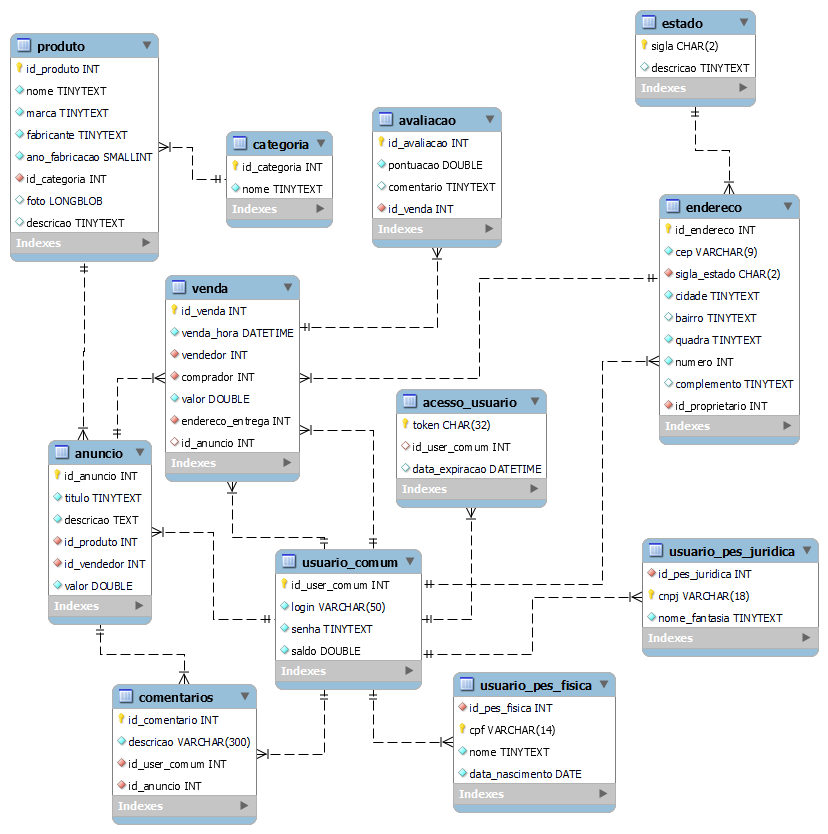 produto
id_produto INT
nome TINYTEXT
marca TINYTEXT
fabricante TINYTEXT
ano_fabricacao SMALLINT
id_categoria INT
foto LONGBLOB
descricao TINYTEXT
Indexes
categoria
id_categoria INT
nome TINYTEXT
Indexes
avaliacao
id_avaliacao INT
pontuacao DOUBLE
comentario TINYTEXT
id_venda INT
Indexes
estado
sigla CHAR(2)
descricao TINYTEXT
Indexes
endereco
id_endereco INT
cep VARCHAR(9)
sigla_estado CHAR(2)
cidade TINYTEXT
bairro TINYTEXT
quadra TINYTEXT
numero INT
complemento TINYTEXT
id_proprietario INT
Indexes
venda
id_venda INT
venda_hora DATETIME
vendedor INT
comprador INT
valor DOUBLE
endereco_entrega INT
id_anuncio INT
Indexes
acesso_usuario
token CHAR(32)
id_user_comum INT
data_expiracao DATETIME
Indexes
anuncio
id_anuncio INT
titulo TINYTEXT
descricao TEXT
id_produto INT
id_vendedor INT
valor DOUBLE
Indexes
usuario_comum
id_user_comum INT
login VARCHAR(50)
senha TINYTEXT
saldo DOUBLE
Indexes
usuario_pes_juridica
id_pes_juridica INT
cnpj VARCHAR(18)
nome_fantasia TINYTEXT
Indexes
comentarios
id_comentario INT
descricao VARCHAR(300)
id_user_comum INT
id_anuncio INT
Indexes
usuario_pes_fisica
id_pes_fisica INT
cpf VARCHAR(14)
nome TINYTEXT
data_nascimento DATE
Indexes